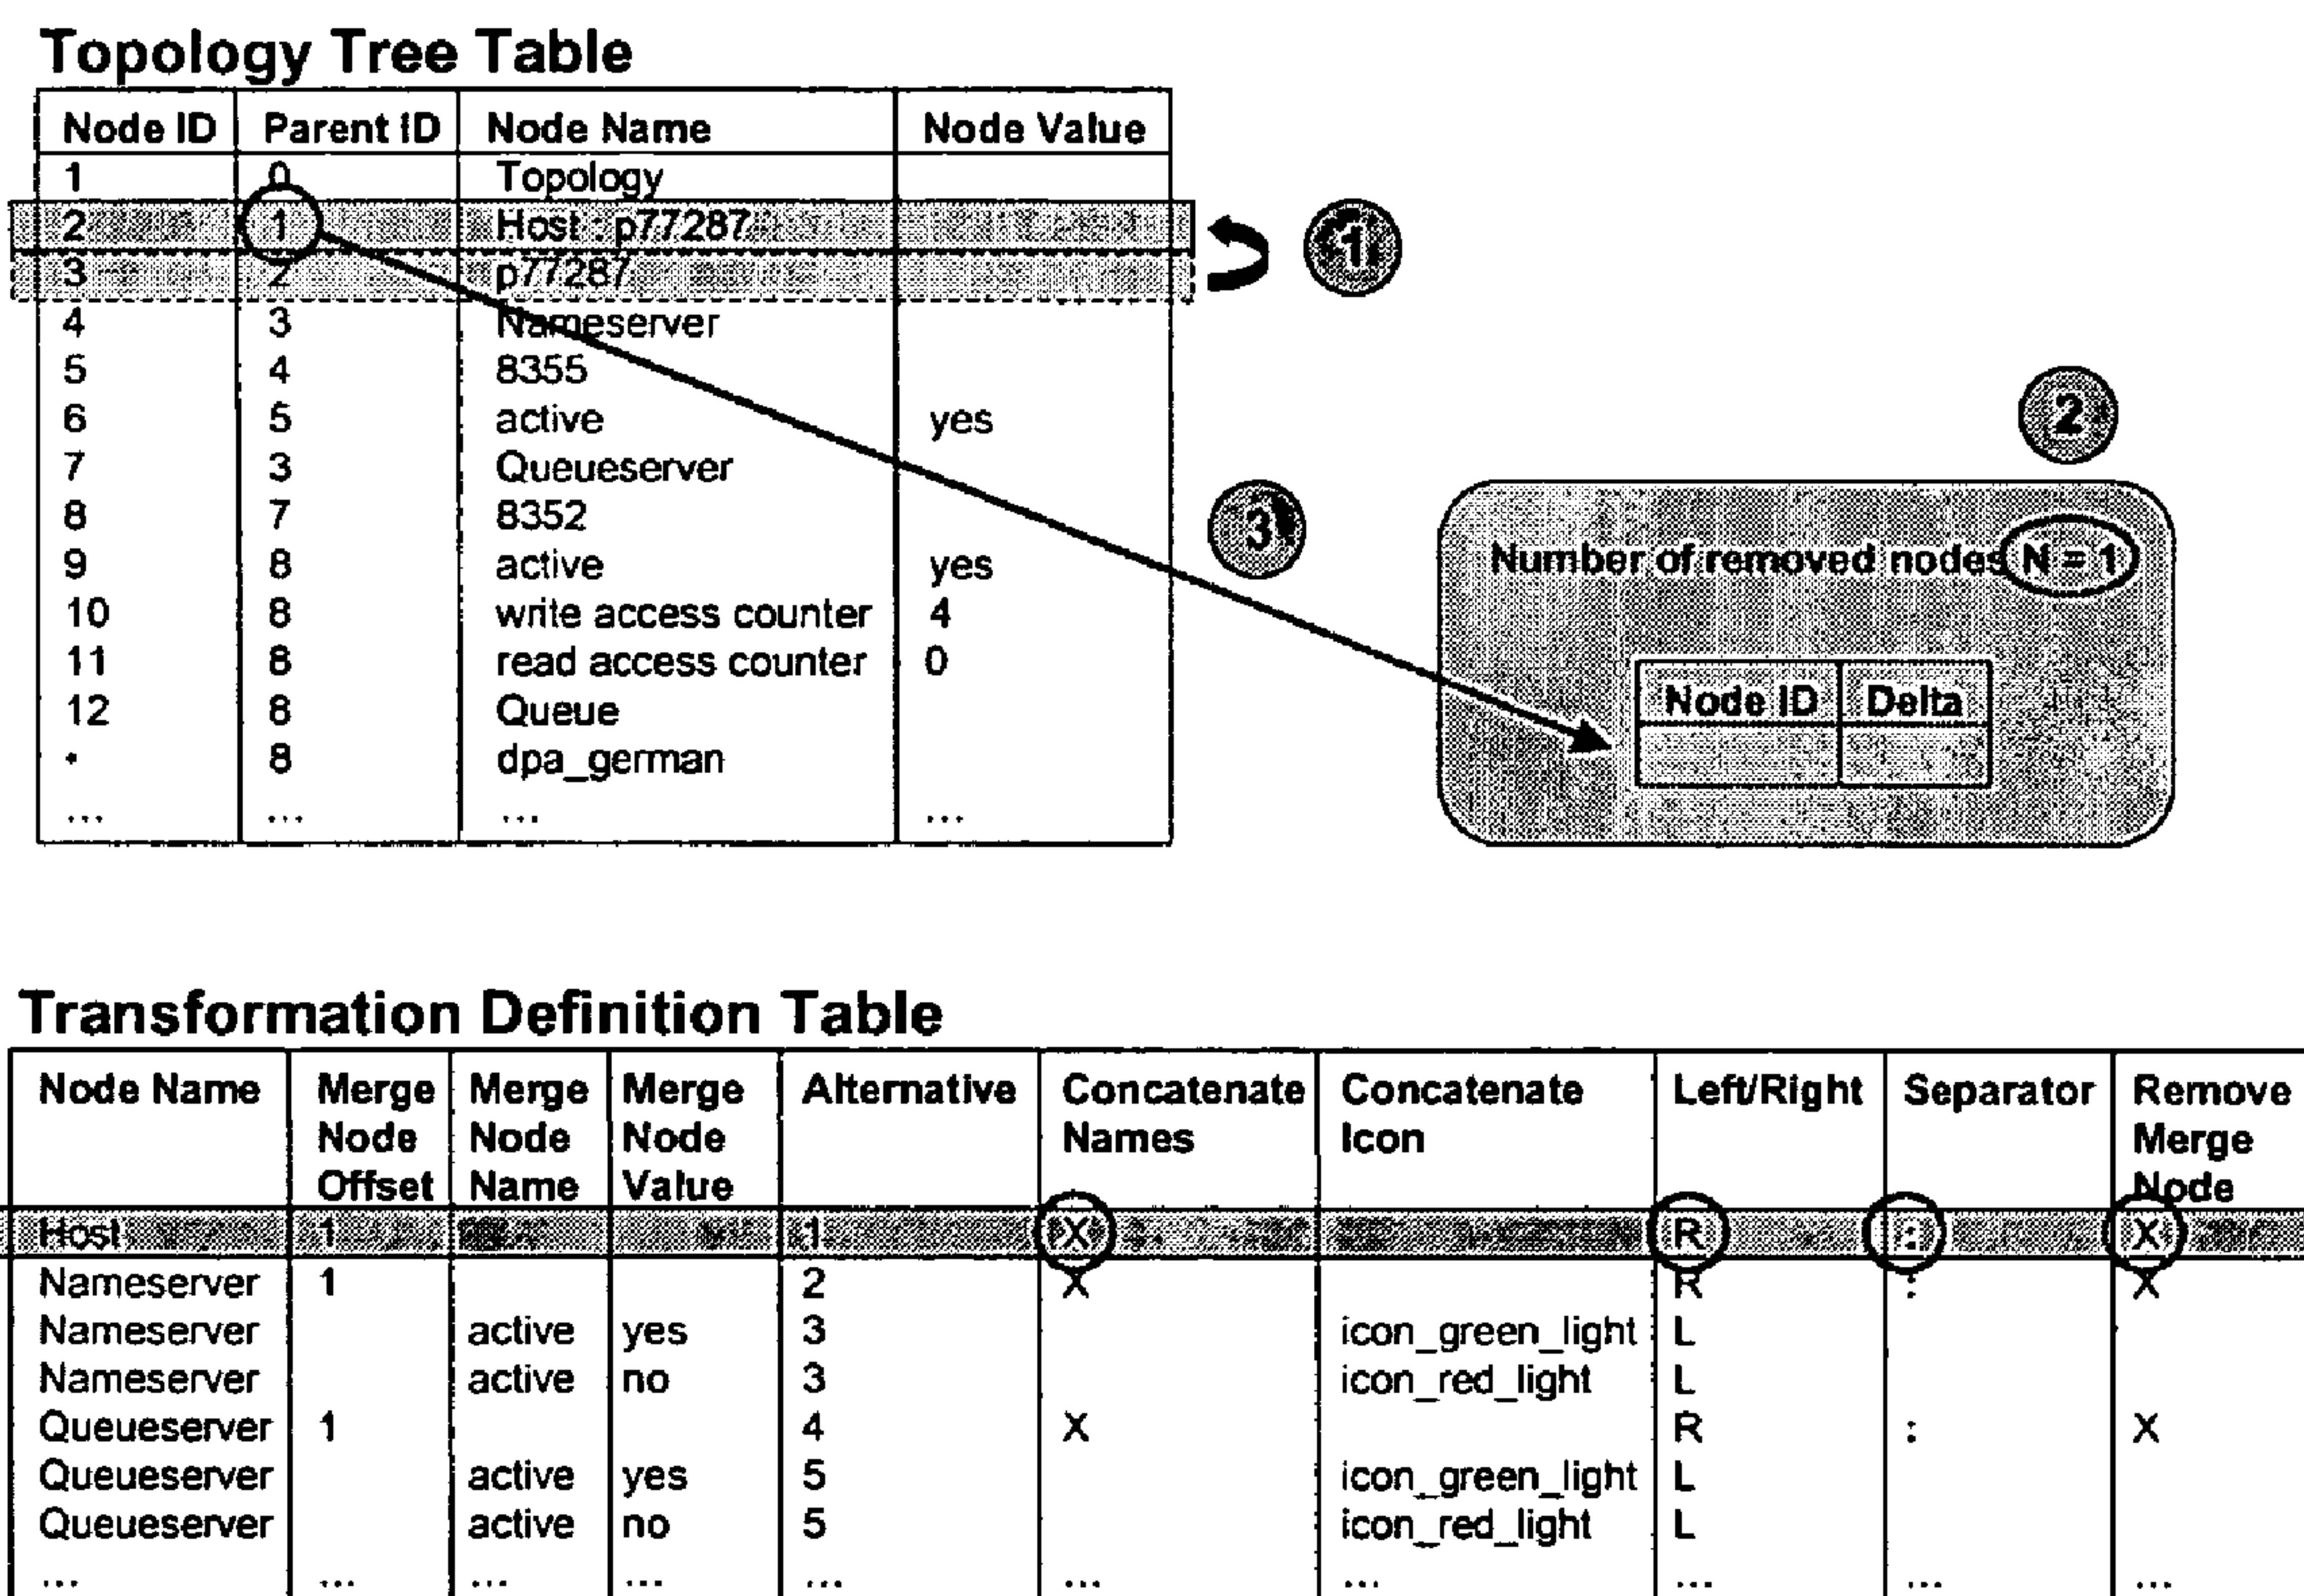 Topology Tree Table
Node ID Parent ID Node Name Node Value
1 0 Topology
2 1 Host : p77287
3 2 p77287
1
4 3 Nameserver
5 4 8355
6 5 active yes
2
7 3 Queueserver
8 7 8352
3
9 8 active yes
Number of removed nodes N = 1
10 8 write access counter 4
11 8 read access counter 0
12 8 Queue
Node ID Delta
• 8 dpa_german
... ... ... ...
Transformation Definition Table
Node Name Merge Node Offset Merge Node Name Merge Node Value Alternative Concatenate Names Concatenate Icon Left/Right Separator Remove Merge Node
Host 1 1 X R : X
Nameserver 1 2 X R : X
Nameserver active yes 3 icon_green_light L
Nameserver active no 3 icon_red_light L
Queueserver 1 4 X R : X
Queueserver active yes 5 icon_green_light L
Queueserver active no 5 icon_red_light L
... ... ... ... ... ... ... ... ... ...